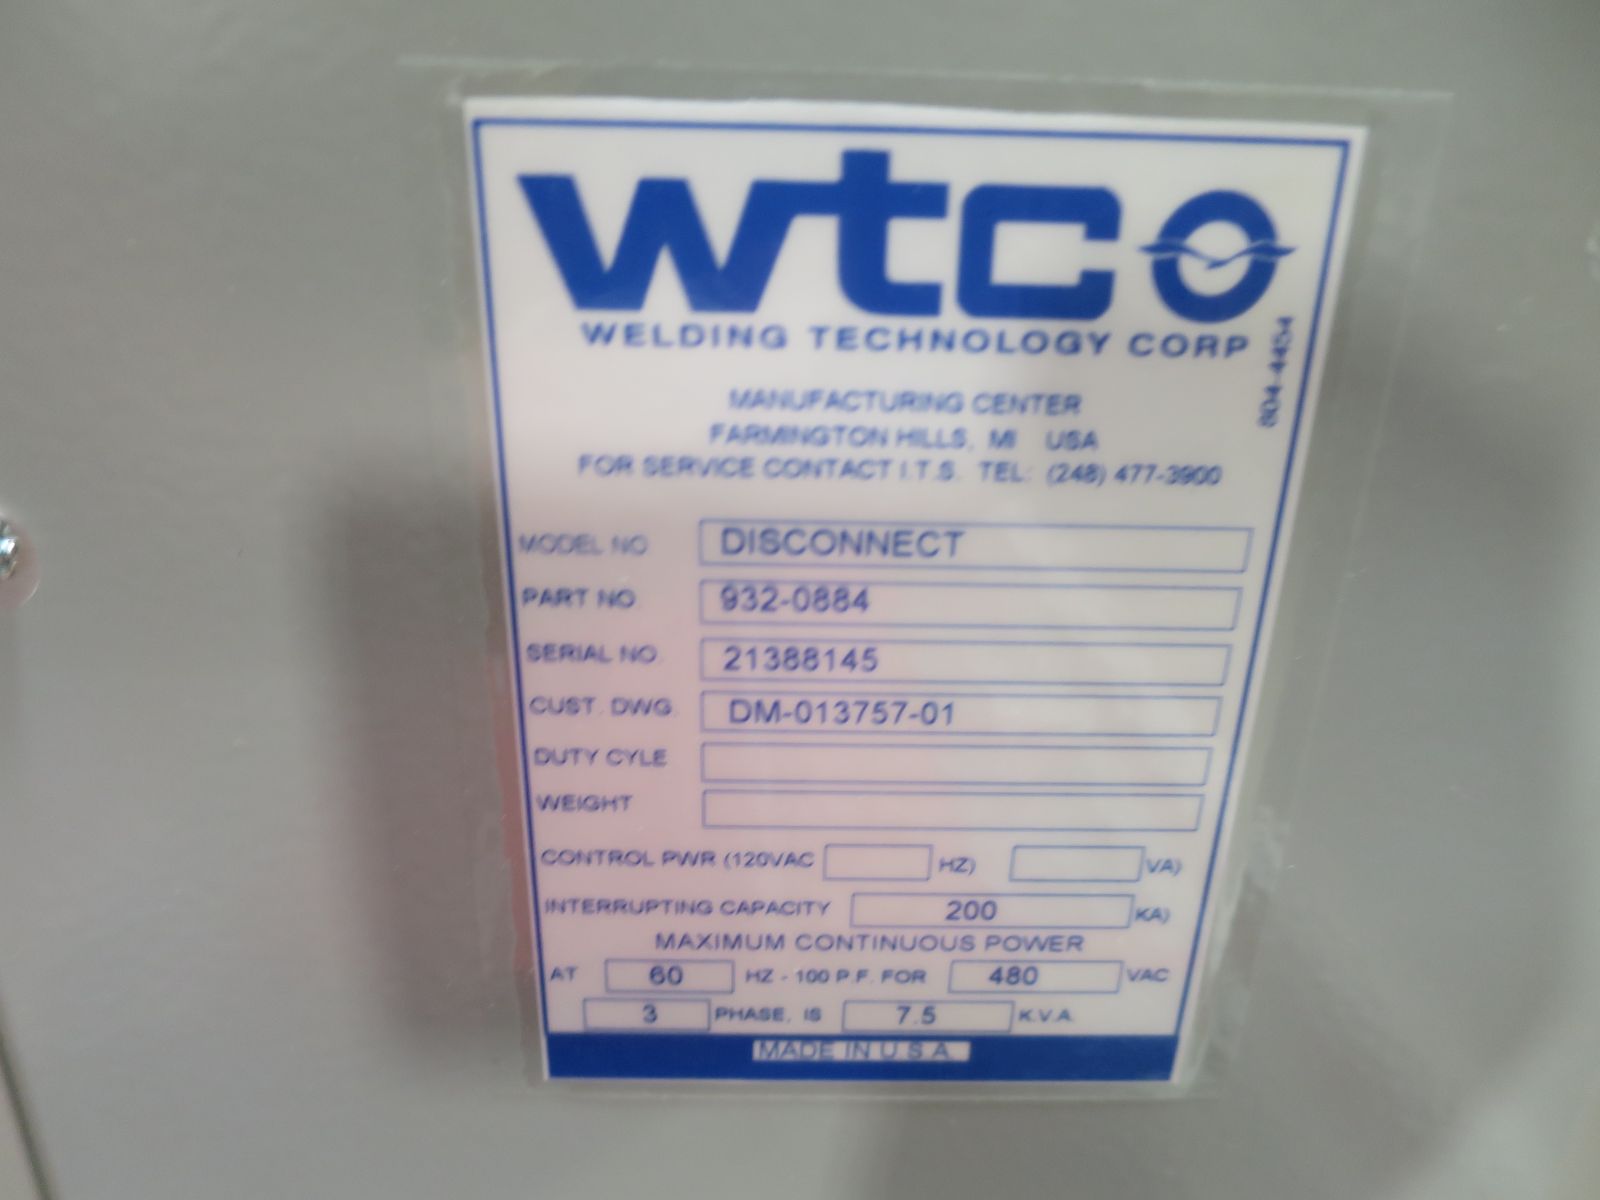 wtco
WELDING TECHNOLOGY CORP
804-4454
MANUFACTURING CENTER
FARMINGTON HILLS, MI USA
FOR SERVICE CONTACT I.T.S. TEL: (248) 477-3900
MODEL NO DISCONNECT
PART NO. 932-0884
SERIAL NO. 21388145
CUST. DWG. DM-013757-01
DUTY CYLE
WEIGHT
CONTROL PWR (120VAC HZ) VA)
INTERRUPTING CAPACITY 200 KA)
MAXIMUM CONTINUOUS POWER
AT 60 HZ - 100 P.F. FOR 480 VAC
3 PHASE, IS 7.5 K.V.A.
MADE IN U.S.A.